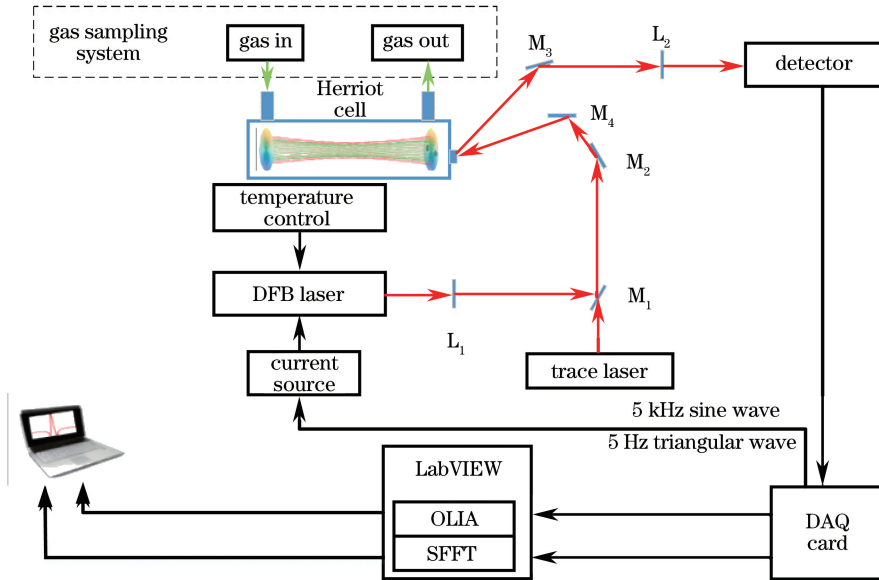 gas sampling
system
gas in
gas out
Herriot
cell
M3
L2
detector
M4
M2
temperature
control
DFB laser
L1
M1
current
source
trace laser
5 kHz sine wave
5 Hz triangular wave
LabVIEW
OLIA
SFFT
DAQ
card